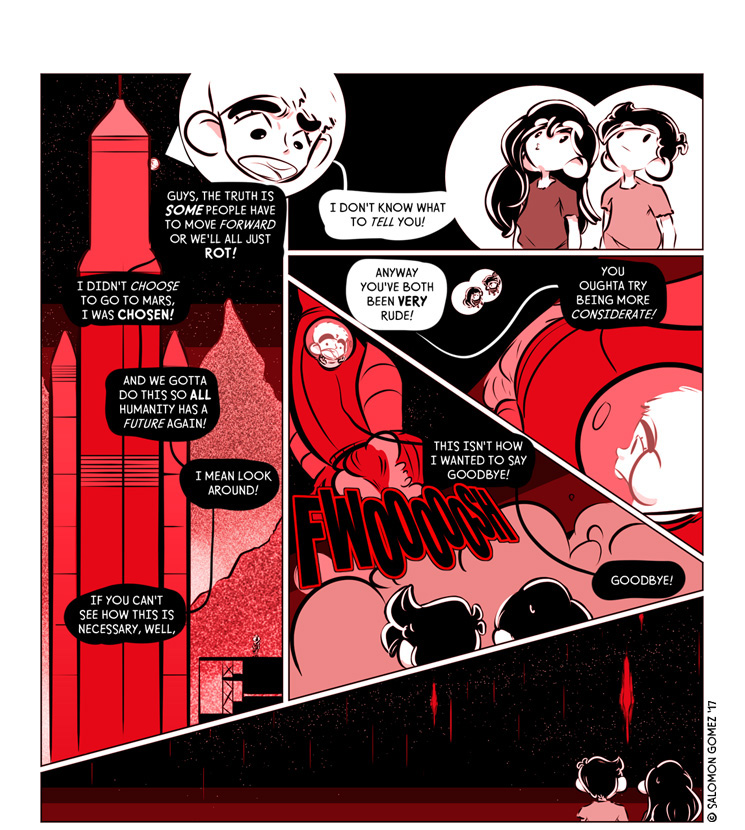 GUYS, THE TRUTH IS
SOME PEOPLE HAVE
TO MOVE FORWARD
OR WE'LL ALL JUST
ROT!
I DIDN'T CHOOSE
TO GO TO MARS,
I WAS CHOSEN!
AND WE GOTTA
DO THIS SO ALL
HUMANITY HAS A
FUTURE AGAIN!
I MEAN LOOK
AROUND!
IF YOU CAN'T
SEE HOW THIS IS
NECESSARY, WELL,
I DON'T KNOW WHAT
TO TELL YOU!
ANYWAY
YOU'VE BOTH
BEEN VERY
RUDE!
YOU
OUGHTA TRY
BEING MORE
CONSIDERATE!
THIS ISN'T HOW
I WANTED TO SAY
GOODBYE!
FWOOOOOSH
GOODBYE!
© SALOMON GOMEZ '17